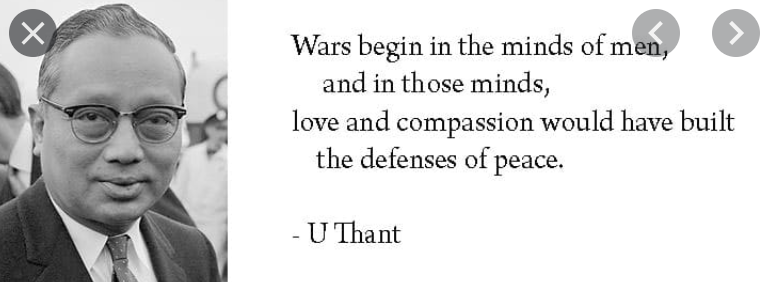 Wars begin in the minds of men,
and in those minds,
love and compassion would have built
the defenses of peace.
- U Thant